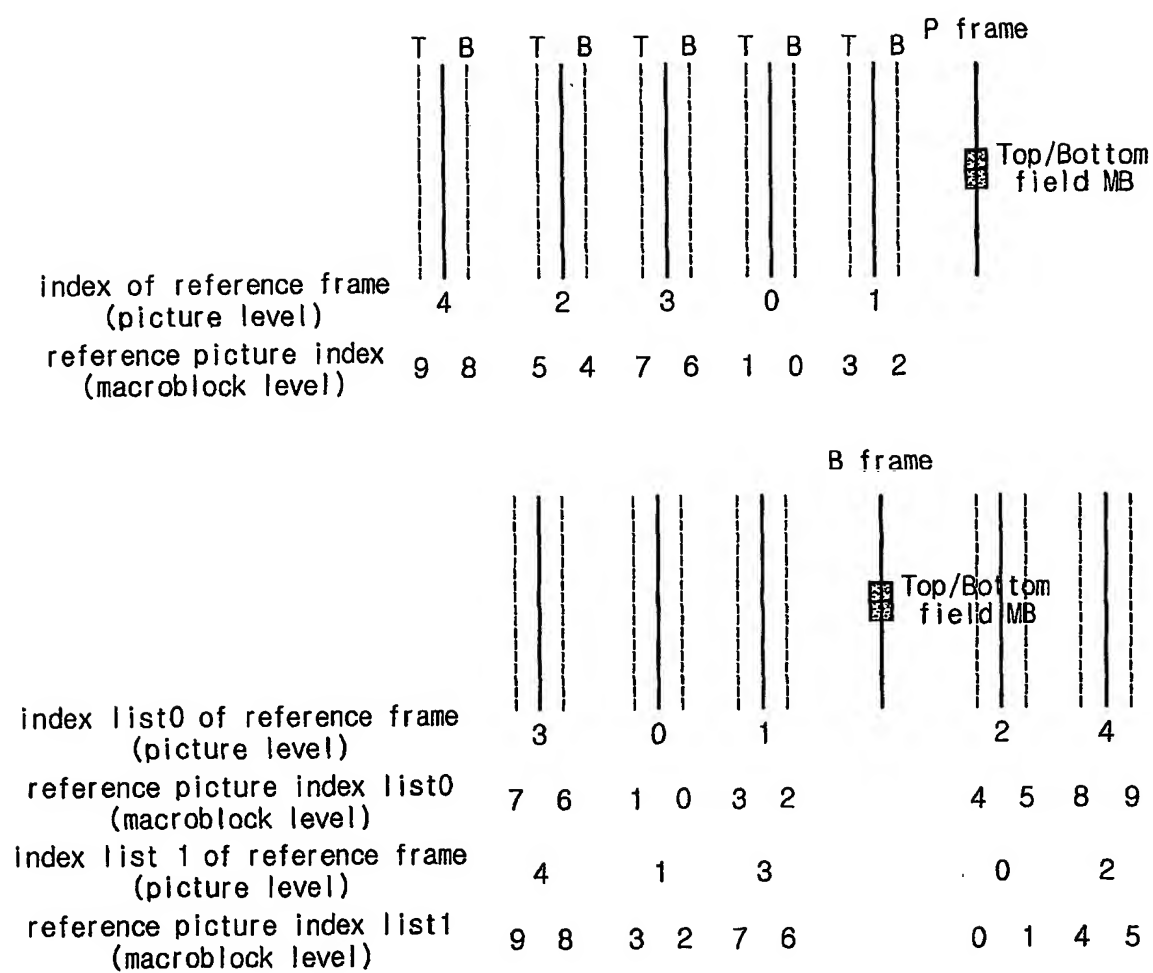 P frame
T B T B T B T B T B
Top/Bottom
field MB
index of reference frame
(picture level)
4 2 3 0 1
reference picture index
(macroblock level)
9 8 5 4 7 6 1 0 3 2
B frame
Top/Bottom
field MB
index list0 of reference frame
(picture level)
3 0 1 2 4
reference picture index list0
(macroblock level)
7 6 1 0 3 2 4 5 8 9
index list 1 of reference frame
(picture level)
4 1 3 0 2
reference picture index list1
(macroblock level)
9 8 3 2 7 6 0 1 4 5